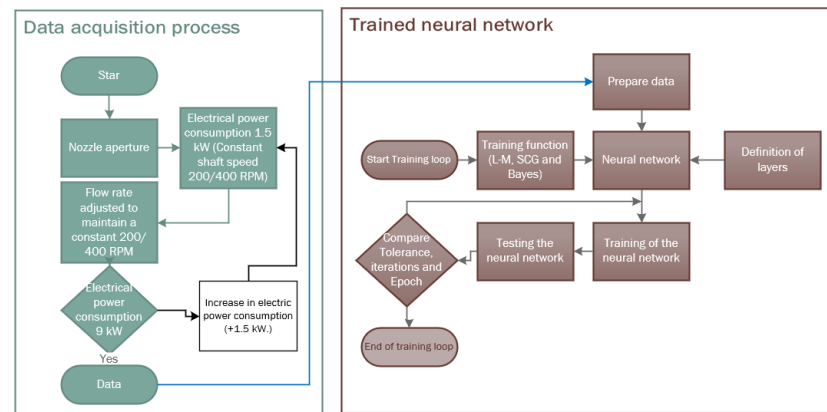 Data acquisition process
Star
Nozzle aperture
Electrical power
consumption 1.5
kW (Constant
shaft speed
200/400 RPM)
Flow rate
adjusted to
maintain a
constant 200/
400 RPM
Electrical
power
consumption
9 kW
Increase in electric
power consumption
(+1.5 kW.)
Yes
Data
Trained neural network
Prepare data
Start Training loop
Training function
(L-M, SCG and
Bayes)
Neural network
Definition of
layers
Compare
Tolerance,
iterations and
Epoch
Testing the
neural network
Training of the
neural network
End of training loop